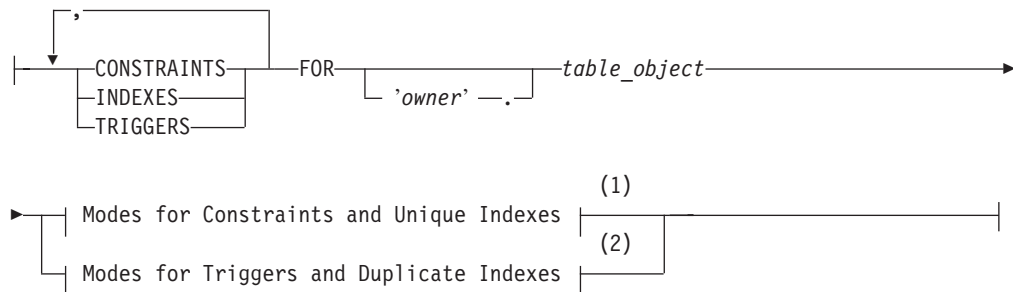 ,
CONSTRAINTS FOR table_object
INDEXES ’owner’ .
TRIGGERS
(1)
Modes for Constraints and Unique Indexes
(2)
Modes for Triggers and Duplicate Indexes